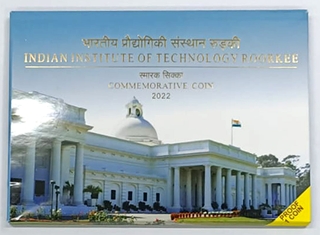 भारतीय प्रौद्योगिकी संस्थान रूड़की
INDIAN INSTITUTE OF TECHNOLOGY ROORKEE
स्मारक सिक्का
COMMEMORATIVE COIN
2022
PROOF
1 COIN